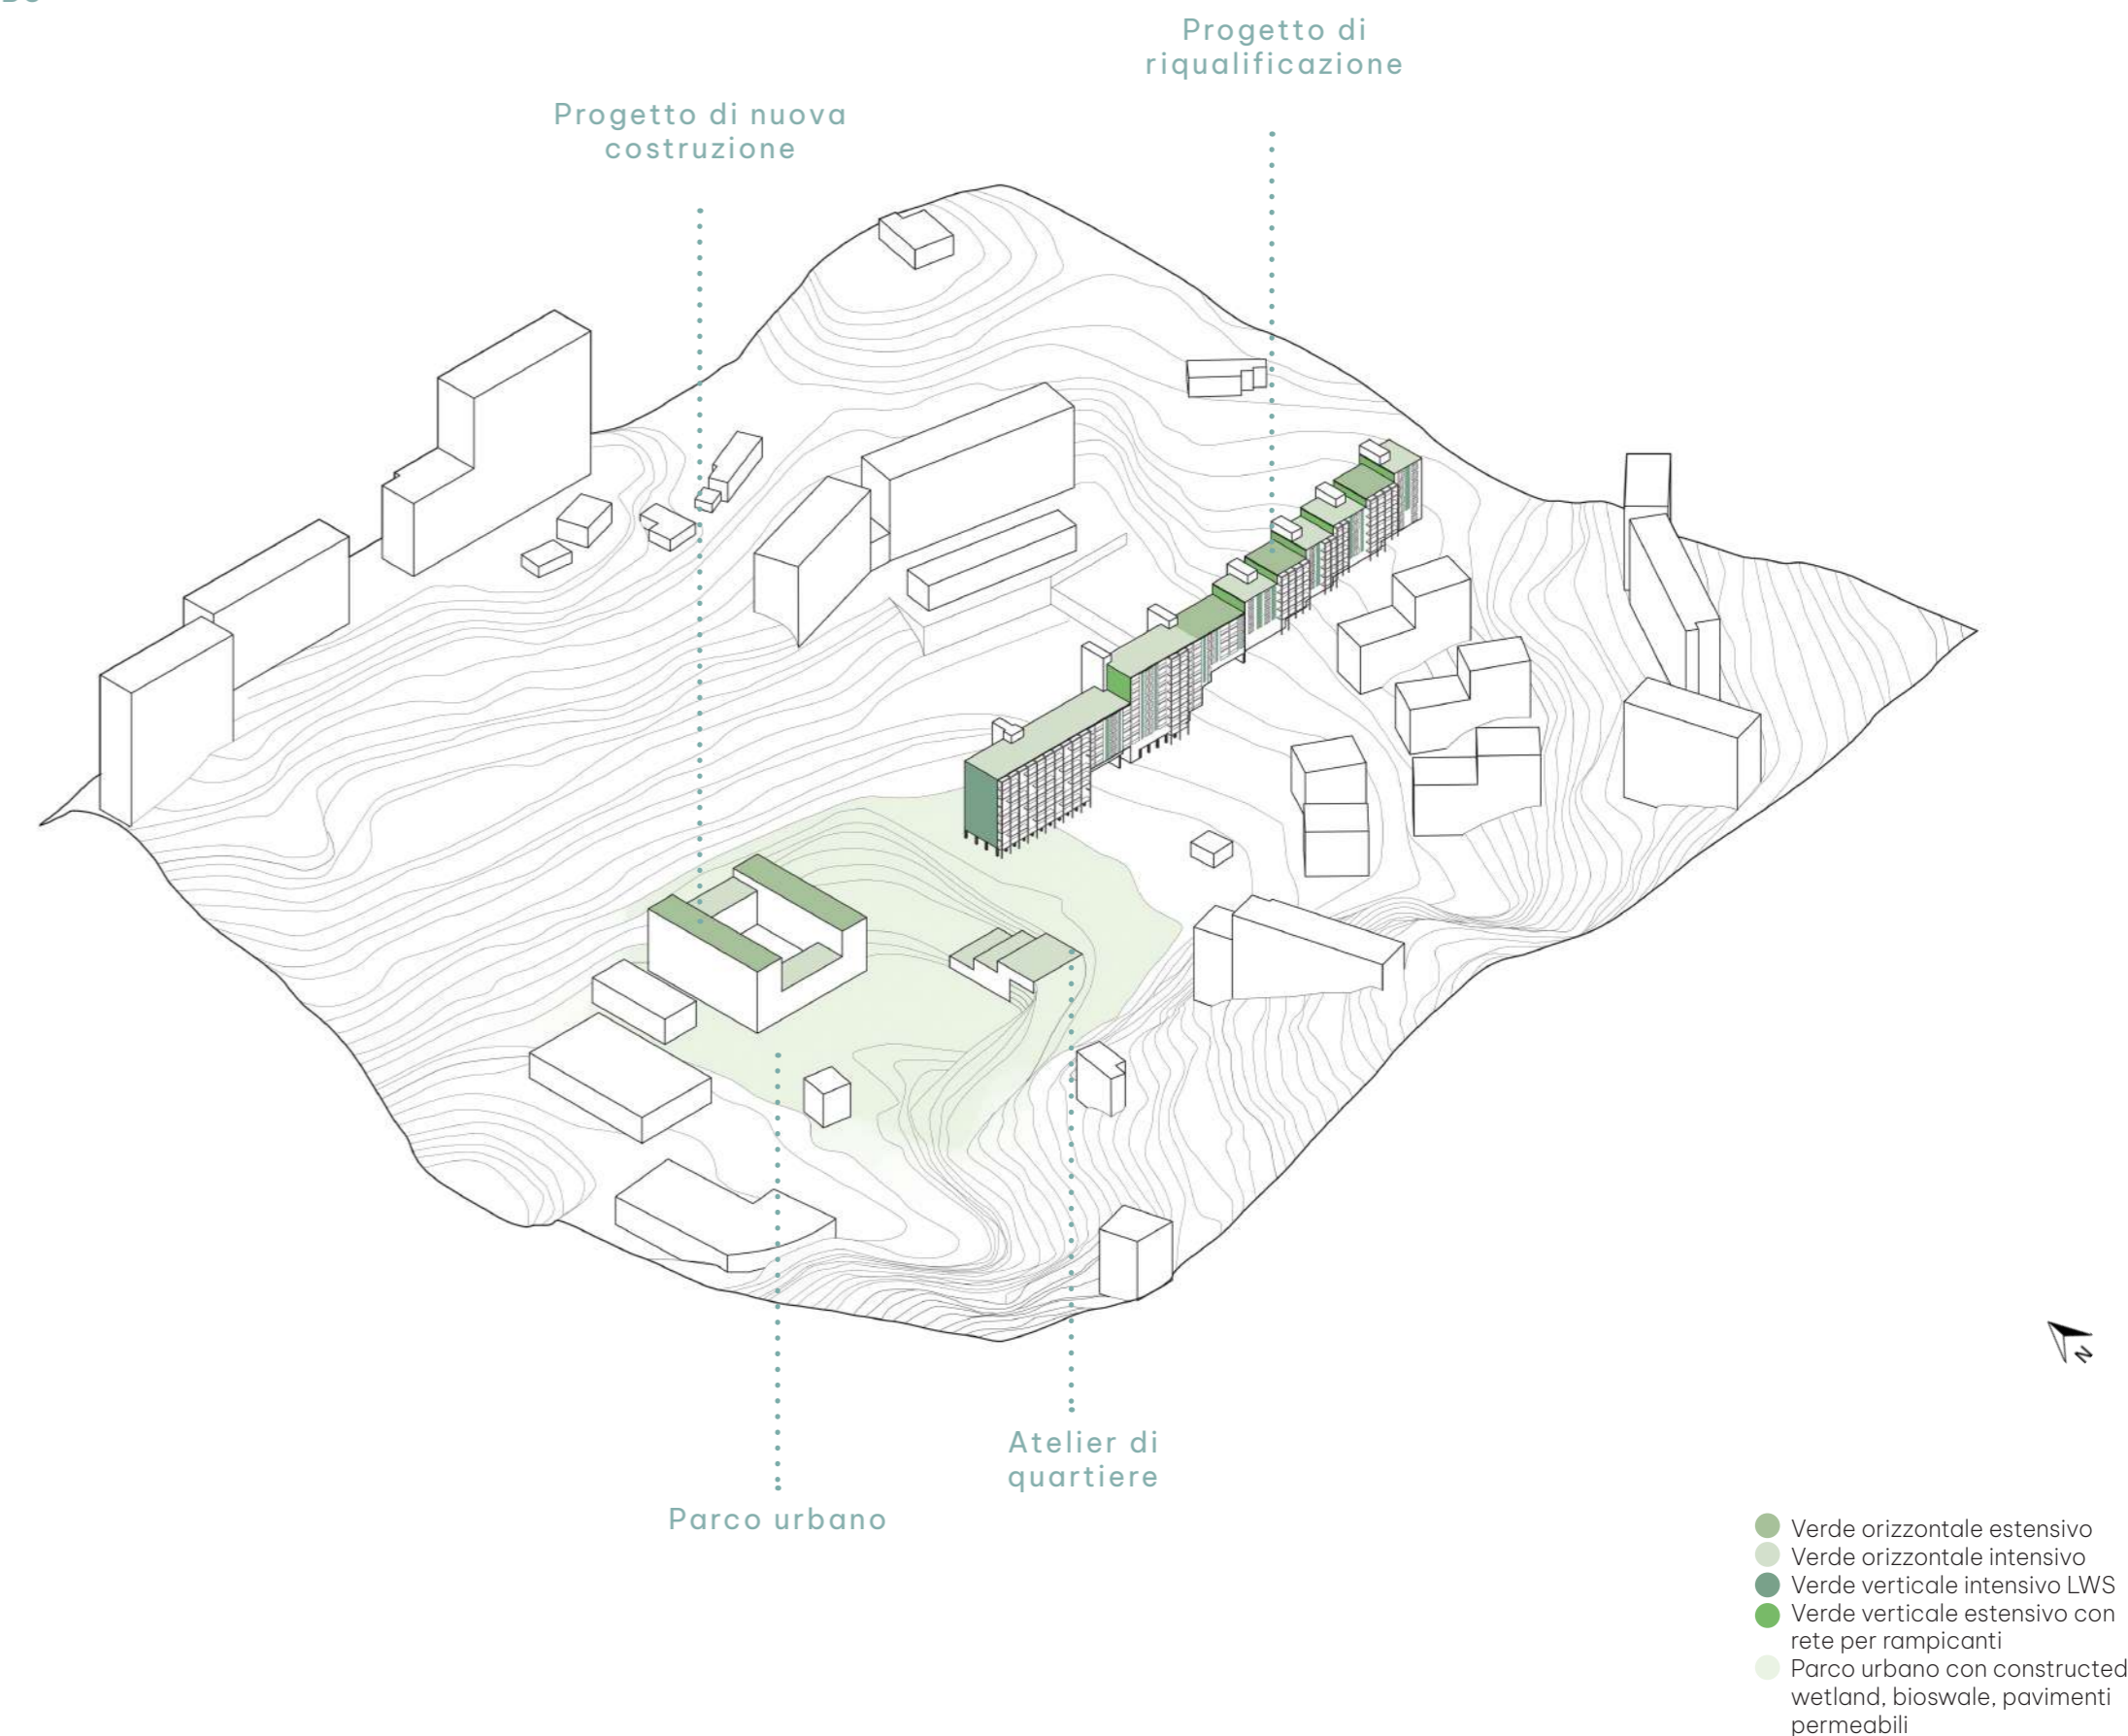 Progetto di
riqualificazione
Progetto di nuova
costruzione
N
Atelier di
quartiere
Parco urbano
Verde orizzontale estensivo
Verde orizzontale intensivo
Verde verticale intensivo LWS
Verde verticale estensivo con
rete per rampicanti
Parco urbano con constructed
wetland, bioswale, pavimenti
permeabili